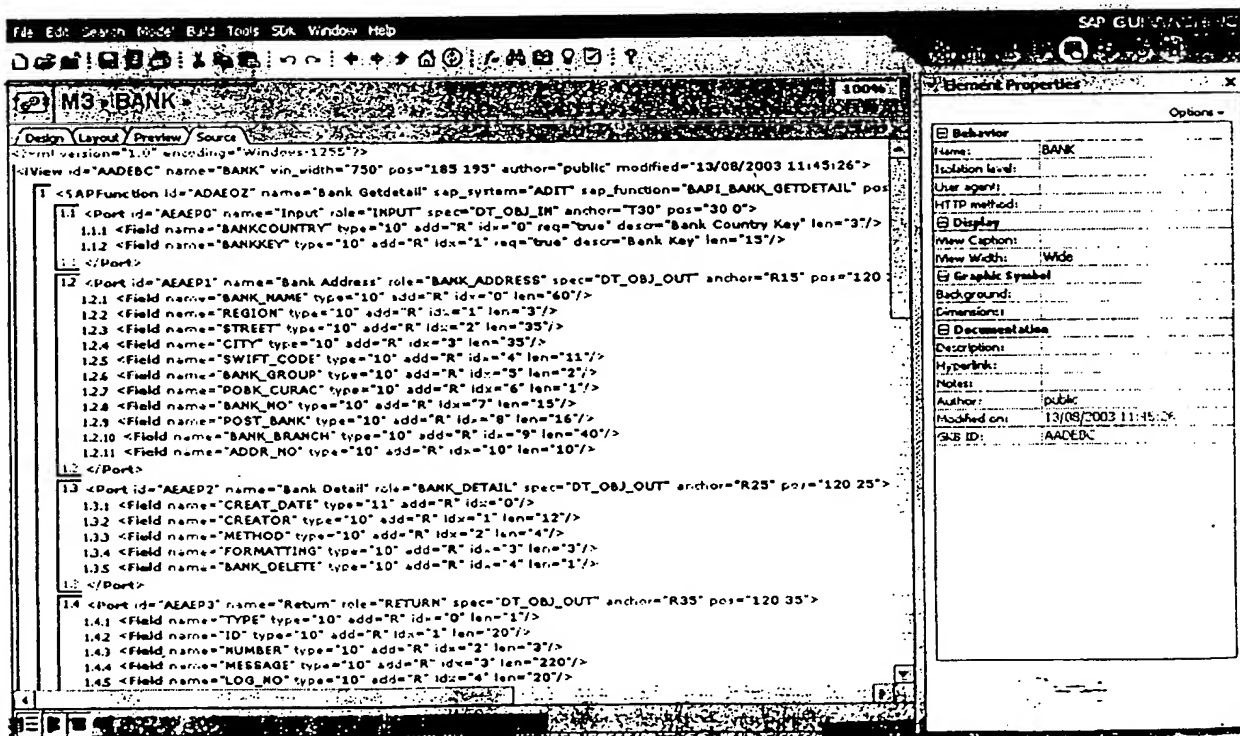 File Edit Search Model Build Tools SDK Window Help
SAP GUI
M3 BANK
100%
Design Layout Preview Source
<?xml version="1.0" encoding="Windows-1255"?>
<iView id="AADEBC" name="BANK" vin_width="750" pos="185 195" author="public" modified="13/08/2003 11:45:26">
1 <SAPFunction id="ADAEOZ" name="Bank Getdetail" sap_system="ADIT" sap_function="BAPI_BANK_GETDETAIL" pos
1.1 <Port id="AEAEP0" name="Input" role="INPUT" spec="DT_OBJ_IN" anchor="T30" pos="30 0">
1.1.1 <Field name="BANKCOUNTRY" type="10" add="R" idx="0" req="true" descr="Bank Country Key" len="3"/>
1.1.2 <Field name="BANKKEY" type="10" add="R" idx="1" req="true" descr="Bank Key" len="15"/>
1.1 </Port>
1.2 <Port id="AEAEP1" name="Bank Address" role="BANK_ADDRESS" spec="DT_OBJ_OUT" anchor="R15" pos="120
1.2.1 <Field name="BANK_NAME" type="10" add="R" idx="0" len="60"/>
1.2.2 <Field name="REGION" type="10" add="R" idx="1" len="3"/>
1.2.3 <Field name="STREET" type="10" add="R" idx="2" len="35"/>
1.2.4 <Field name="CITY" type="10" add="R" idx="3" len="35"/>
1.2.5 <Field name="SWIFT_CODE" type="10" add="R" idx="4" len="11"/>
1.2.6 <Field name="BANK_GROUP" type="10" add="R" idx="5" len="2"/>
1.2.7 <Field name="POBK_CURAC" type="10" add="R" idx="6" len="1"/>
1.2.8 <Field name="BANK_NO" type="10" add="R" idx="7" len="15"/>
1.2.9 <Field name="POST_BANK" type="10" add="R" idx="8" len="16"/>
1.2.10 <Field name="BANK_BRANCH" type="10" add="R" idx="9" len="40"/>
1.2.11 <Field name="ADDR_NO" type="10" add="R" idx="10" len="10"/>
1.2 </Port>
1.3 <Port id="AEAEP2" name="Bank Detail" role="BANK_DETAIL" spec="DT_OBJ_OUT" anchor="R25" pos="120 25">
1.3.1 <Field name="CREAT_DATE" type="11" add="R" idx="0"/>
1.3.2 <Field name="CREATOR" type="10" add="R" idx="1" len="12"/>
1.3.3 <Field name="METHOD" type="10" add="R" idx="2" len="4"/>
1.3.4 <Field name="FORMATTING" type="10" add="R" idx="3" len="3"/>
1.3.5 <Field name="BANK_DELETE" type="10" add="R" idx="4" len="1"/>
1.3 </Port>
1.4 <Port id="AEAEP3" name="Return" role="RETURN" spec="DT_OBJ_OUT" anchor="R35" pos="120 35">
1.4.1 <Field name="TYPE" type="10" add="R" idx="0" len="1"/>
1.4.2 <Field name="ID" type="10" add="R" idx="1" len="20"/>
1.4.3 <Field name="NUMBER" type="10" add="R" idx="2" len="3"/>
1.4.4 <Field name="MESSAGE" type="10" add="R" idx="3" len="220"/>
1.4.5 <Field name="LOG_NO" type="10" add="R" idx="4" len="20"/>
Element Properties
Options
Behavior
Name: BANK
Isolation level:
User agent:
HTTP method:
Display
iView Caption:
iView Width: Wide
Graphic Symbol
Background:
Dimensions:
Documentation
Description:
Hyperlink:
Notes:
Author: public
Modified on: 13/08/2003 11:45:26
GKB ID: AADEBC